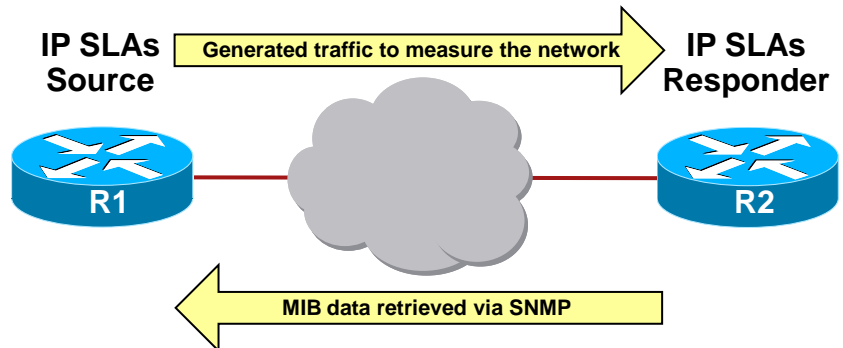 IP SLAs
Source
Generated traffic to measure the network
IP SLAs
Responder
R1
R2
MIB data retrieved via SNMP